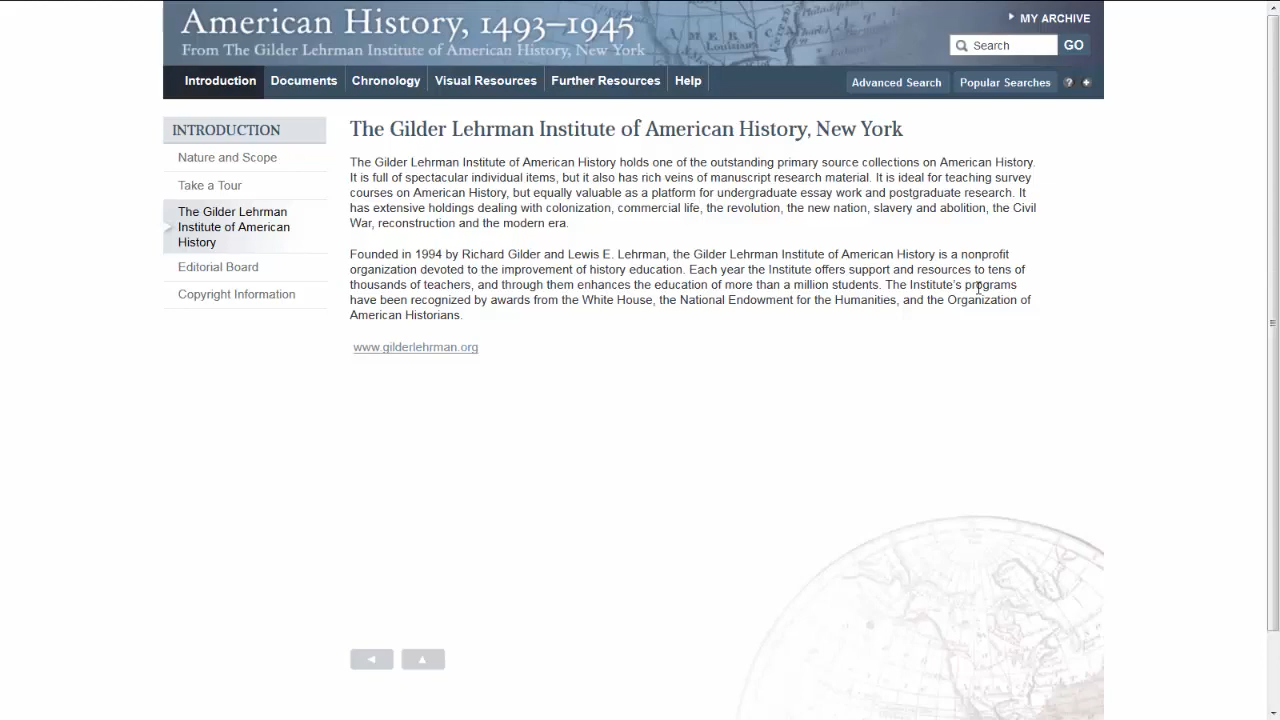 American History, 1493–1945
From The Gilder Lehrman Institute of American History, New York
MY ARCHIVE
Search GO
Introduction Documents Chronology Visual Resources Further Resources Help
Advanced Search Popular Searches ? +
INTRODUCTION
Nature and Scope
Take a Tour
The Gilder Lehrman
Institute of American
History
Editorial Board
Copyright Information
The Gilder Lehrman Institute of American History, New York
The Gilder Lehrman Institute of American History holds one of the outstanding primary source collections on American History.
It is full of spectacular individual items, but it also has rich veins of manuscript research material. It is ideal for teaching survey
courses on American History, but equally valuable as a platform for undergraduate essay work and postgraduate research. It
has extensive holdings dealing with colonization, commercial life, the revolution, the new nation, slavery and abolition, the Civil
War, reconstruction and the modern era.
Founded in 1994 by Richard Gilder and Lewis E. Lehrman, the Gilder Lehrman Institute of American History is a nonprofit
organization devoted to the improvement of history education. Each year the Institute offers support and resources to tens of
thousands of teachers, and through them enhances the education of more than a million students. The Institute's programs
have been recognized by awards from the White House, the National Endowment for the Humanities, and the Organization of
American Historians.
www.gilderlehrman.org